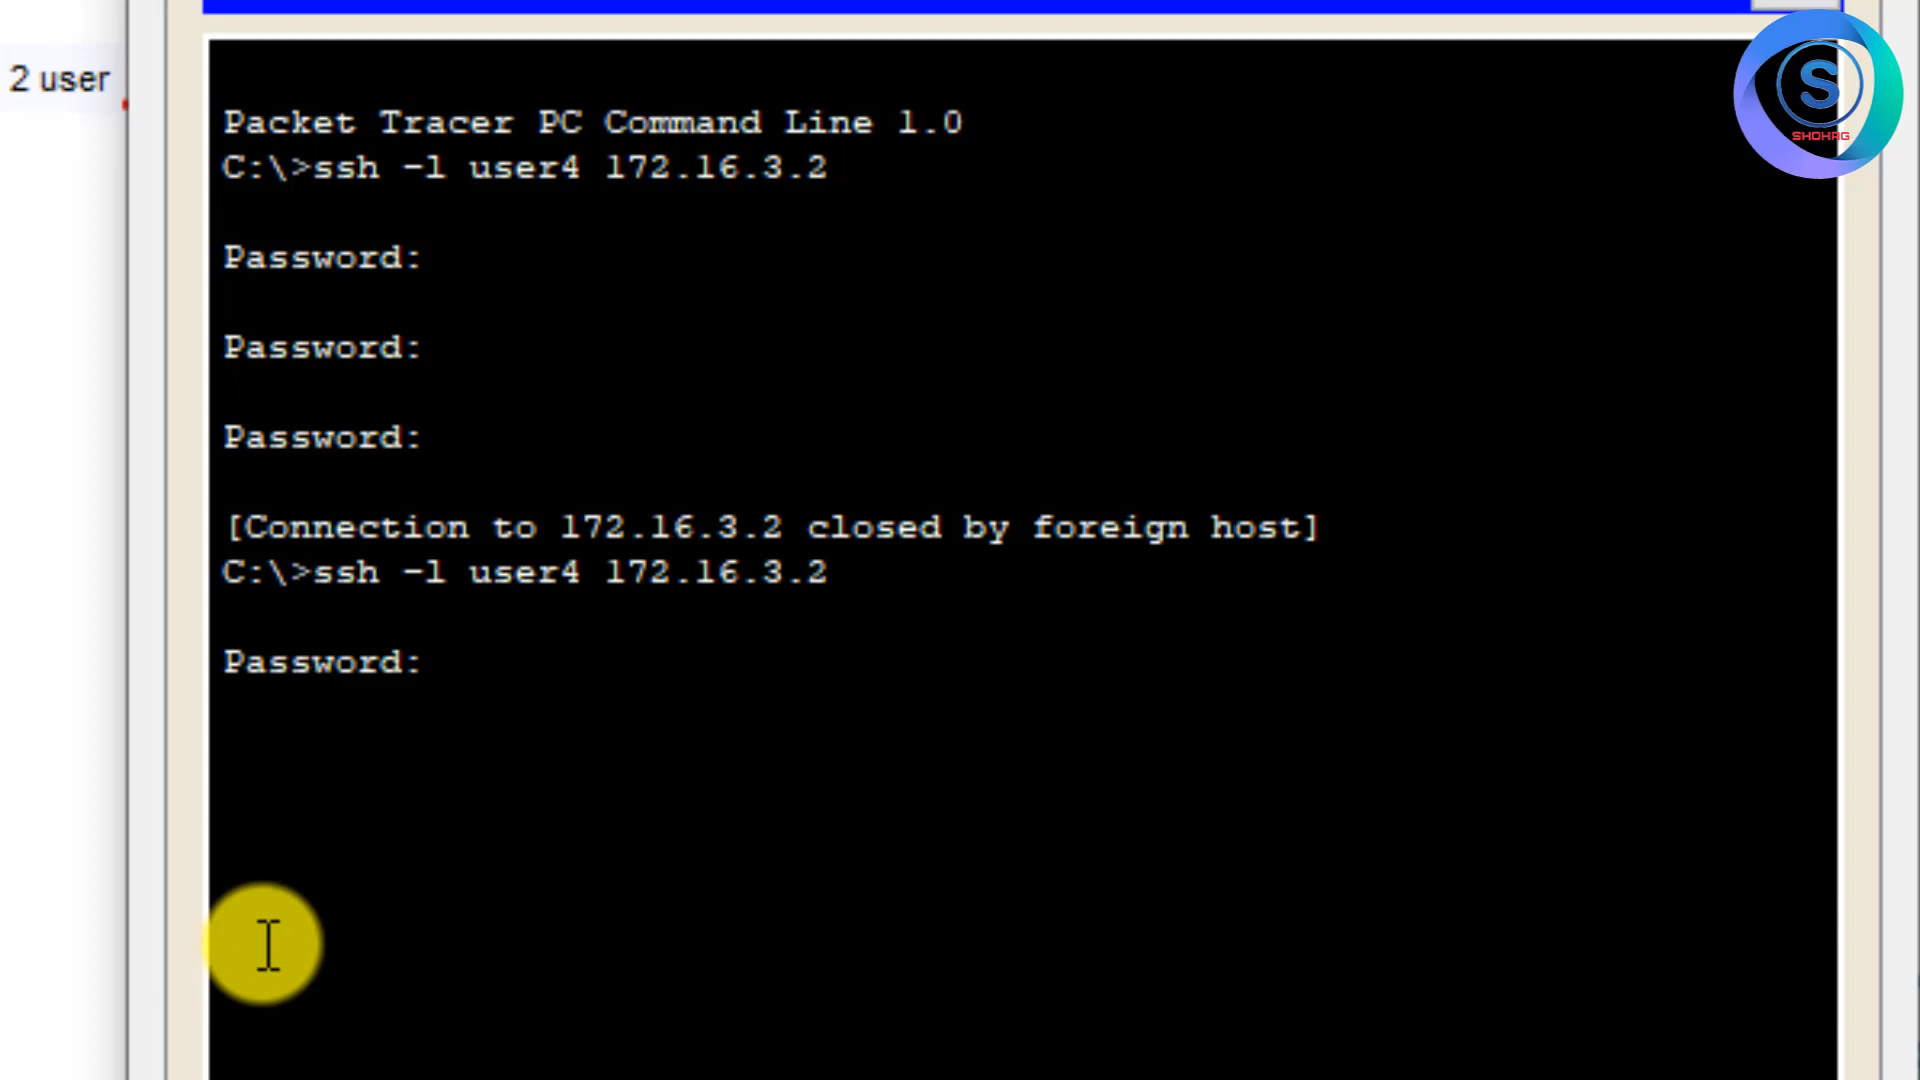 2 user
S
SHOHAG
Packet Tracer PC Command Line 1.0
C:\>ssh -l user4 172.16.3.2
Password:
Password:
Password:
[Connection to 172.16.3.2 closed by foreign host]
C:\>ssh -l user4 172.16.3.2
Password: